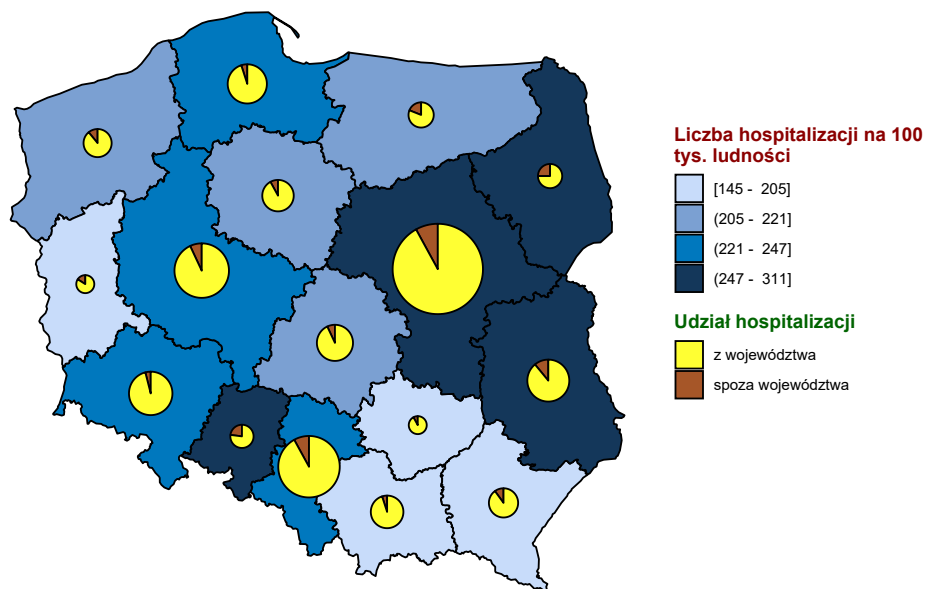 Liczba hospitalizacji na 100
tys. ludności
[145 - 205]
(205 - 221]
(221 - 247]
(247 - 311]
Udział hospitalizacji
z województwa
spoza województwa